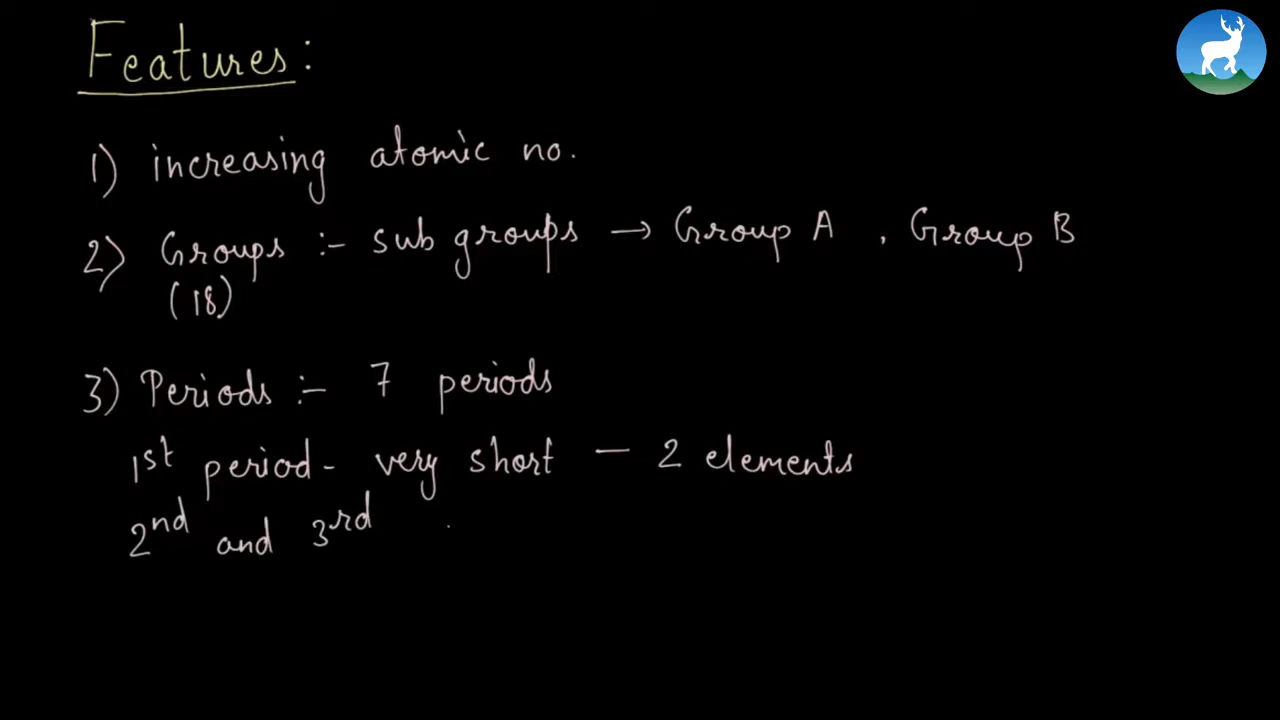 Features:
1) increasing atomic no.
2) Groups :- sub groups → Group A , Group B
(18)
3) Periods :- 7 periods
1st period - very short - 2 elements
2nd and 3rd